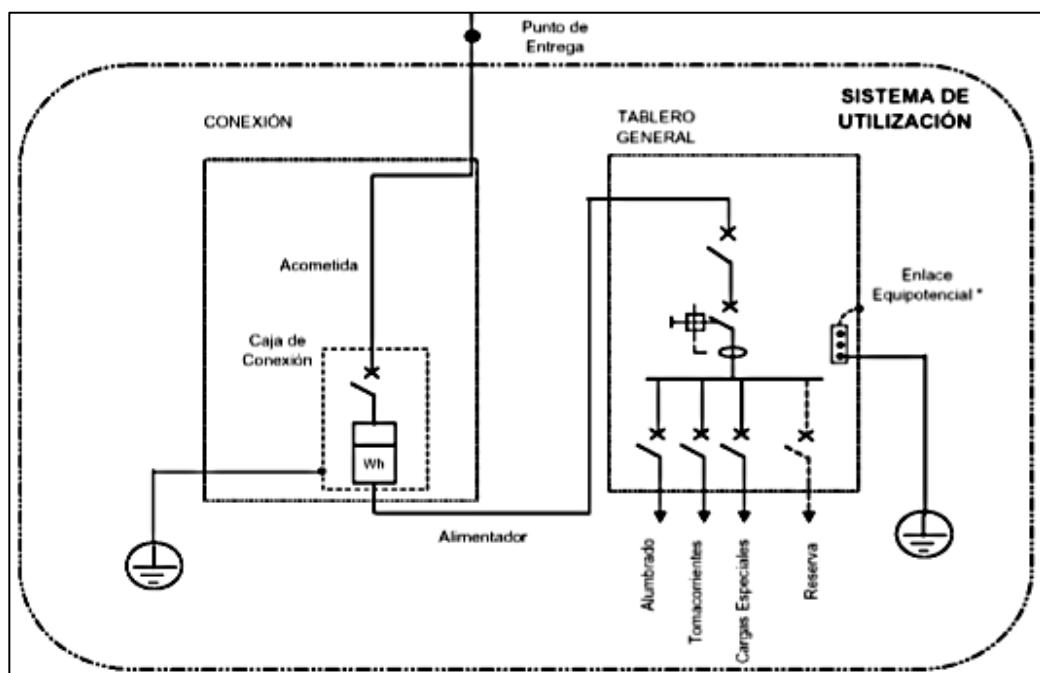 Punto de
Entrega
SISTEMA DE
UTILIZACIÓN
CONEXIÓN
TABLERO
GENERAL
Acometida
Enlace
Equipotencial *
Caja de
Conexión
Wh
Alimentador
Alumbrado
Tomacorrientes
Cargas Especiales
Reserva